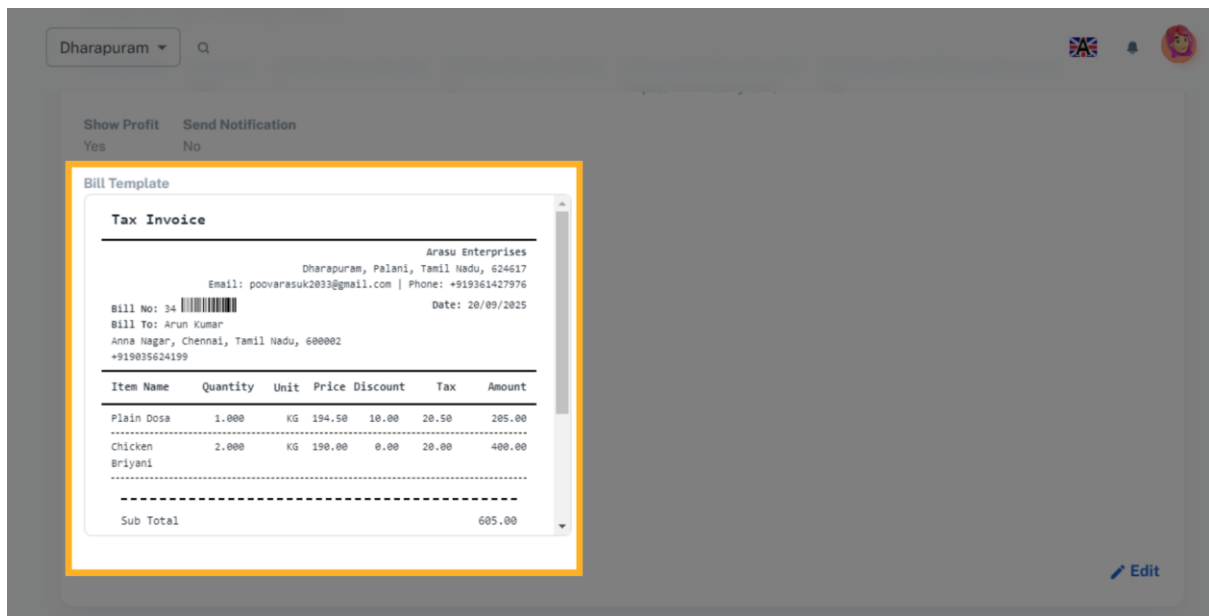 Dharapuram
Show Profit Send Notification
Yes No
Bill Template
Tax Invoice
Arasu Enterprises
Dharapuram, Palani, Tamil Nadu, 624617
Email: poovarasuk2033@gmail.com | Phone: +919361427976
Bill No: 34 Date: 20/09/2025
Bill To: Arun Kumar
Anna Nagar, Chennai, Tamil Nadu, 600002
+919035624199
Item Name Quantity Unit Price Discount Tax Amount
Plain Dosa 1.000 KG 194.50 10.00 20.50 205.00
Chicken 2.000 KG 190.00 0.00 20.00 400.00
Briyani
Sub Total 605.00
Edit